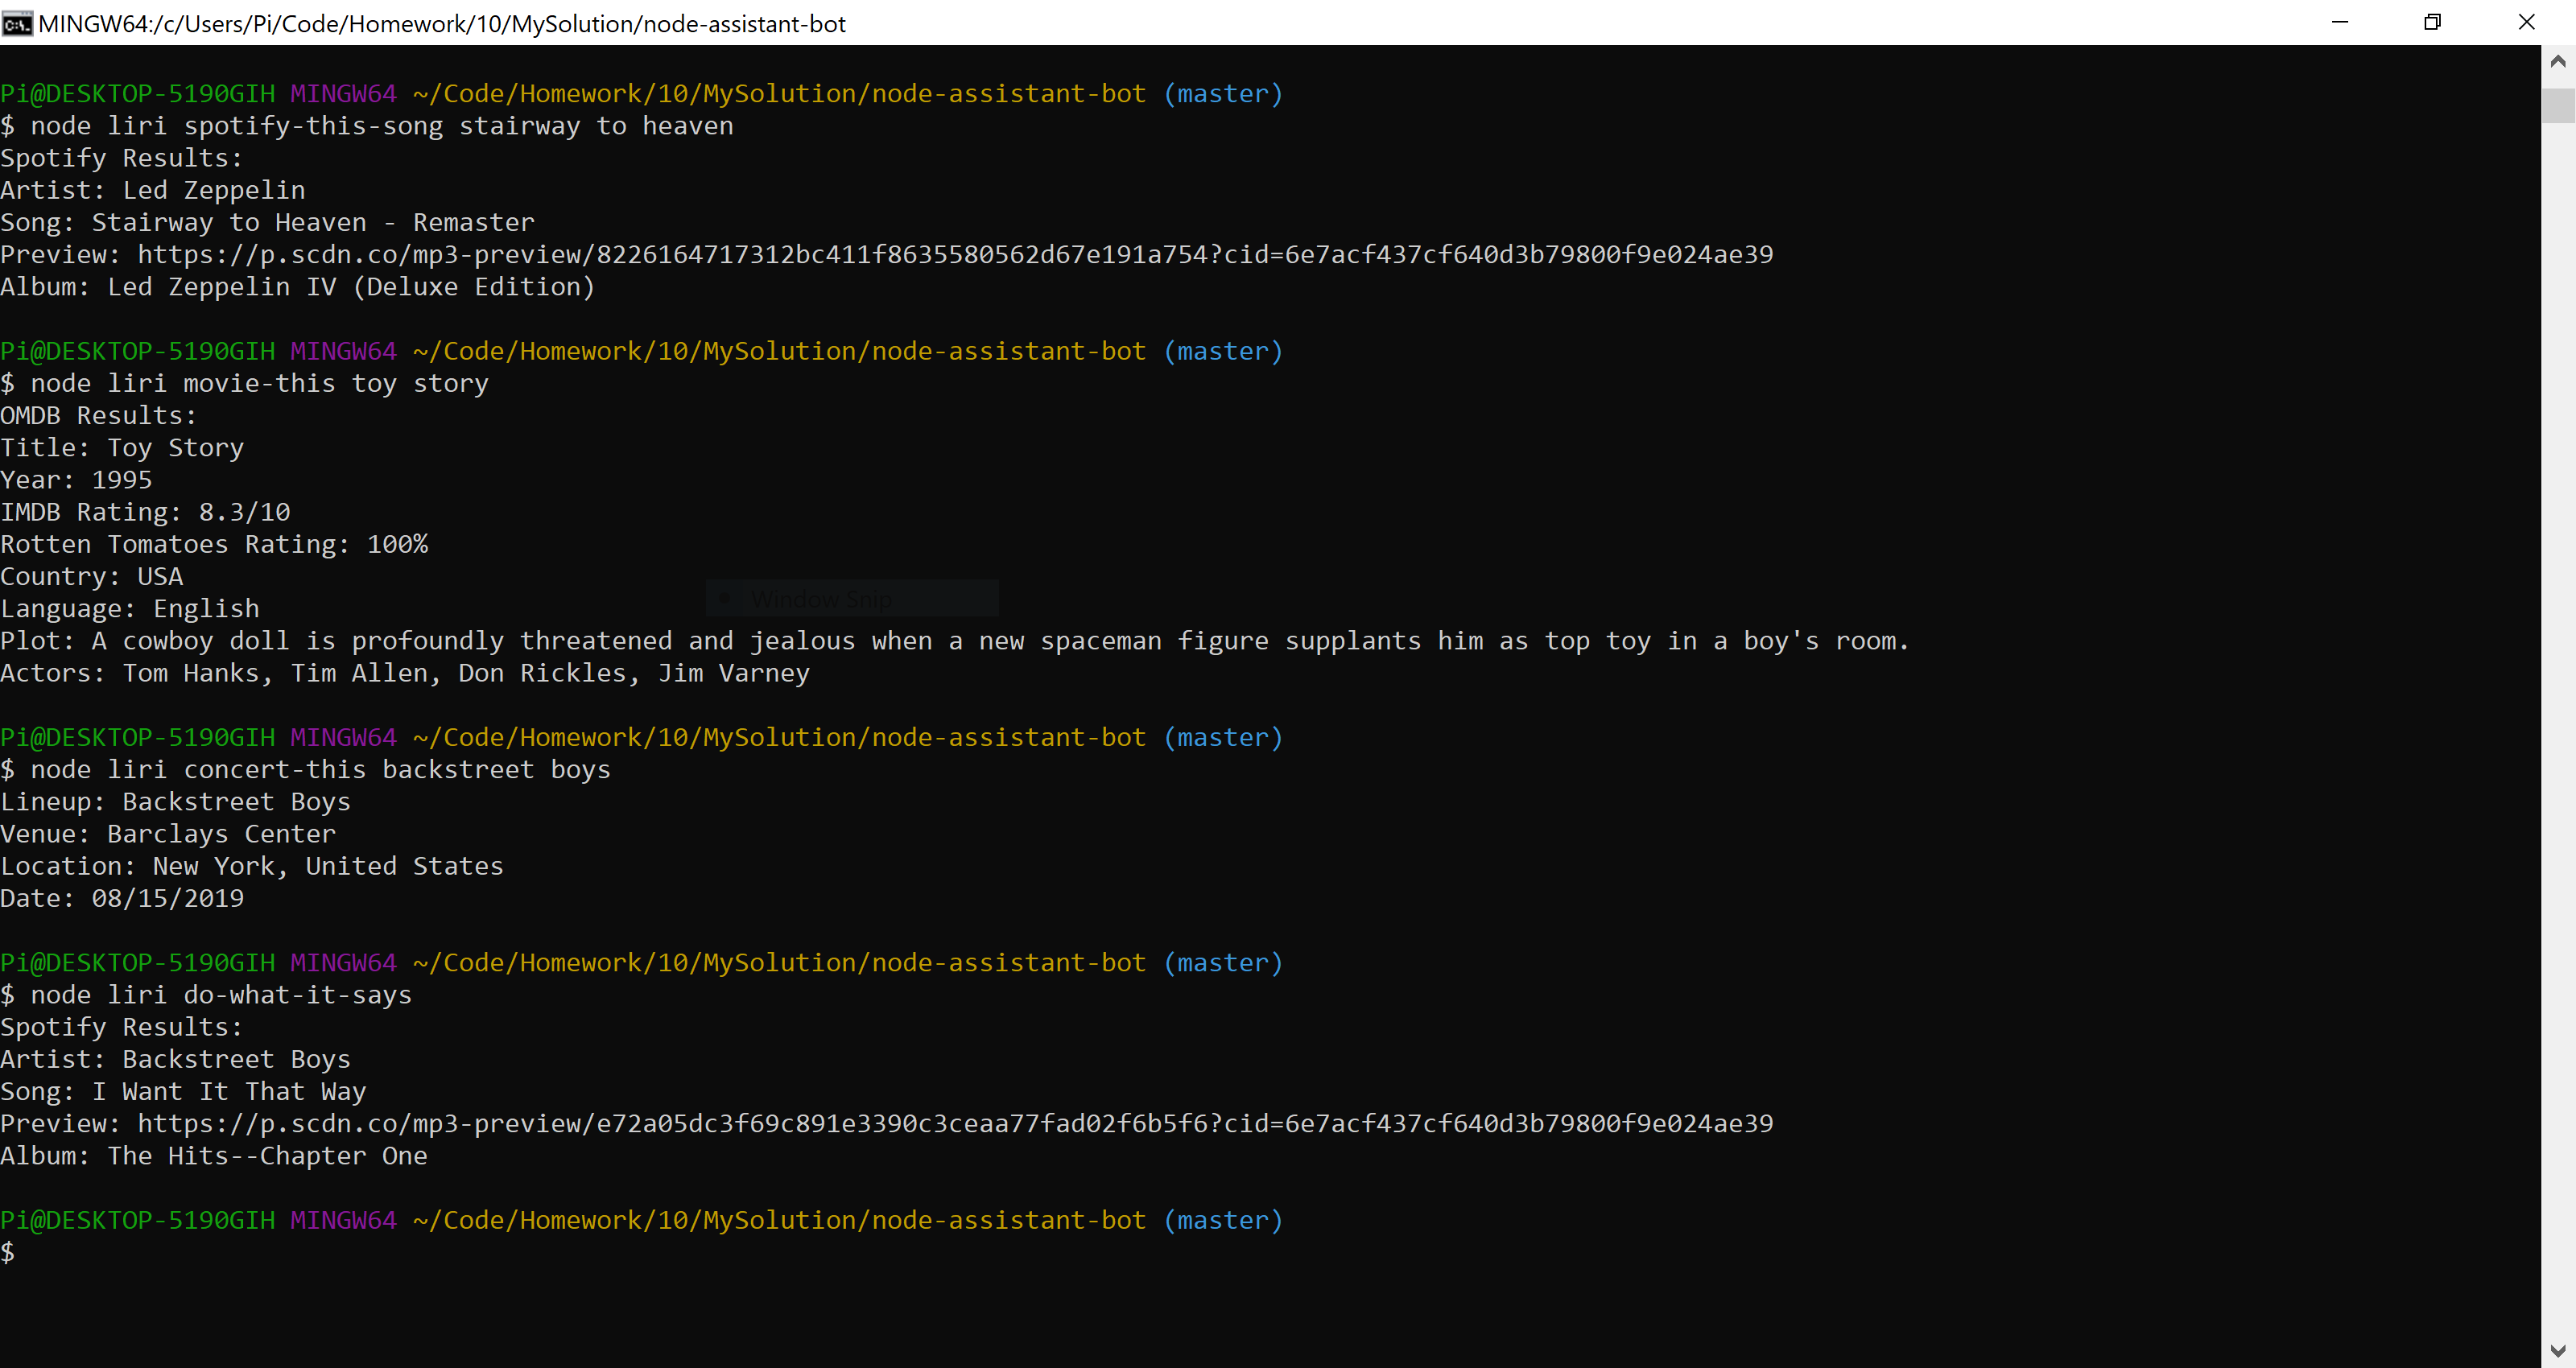 MINGW64:/c/Users/Pi/Code/Homework/10/MySolution/node-assistant-bot
Pi@DESKTOP-5190GIH MINGW64 ~/Code/Homework/10/MySolution/node-assistant-bot (master)
$ node liri spotify-this-song stairway to heaven
Spotify Results:
Artist: Led Zeppelin
Song: Stairway to Heaven - Remaster
Preview: https://p.scdn.co/mp3-preview/8226164717312bc411f8635580562d67e191a754?cid=6e7acf437cf640d3b79800f9e024ae39
Album: Led Zeppelin IV (Deluxe Edition)
Pi@DESKTOP-5190GIH MINGW64 ~/Code/Homework/10/MySolution/node-assistant-bot (master)
$ node liri movie-this toy story
OMDB Results:
Title: Toy Story
Year: 1995
IMDB Rating: 8.3/10
Rotten Tomatoes Rating: 100%
Country: USA
Window Snip
Language: English
Plot: A cowboy doll is profoundly threatened and jealous when a new spaceman figure supplants him as top toy in a boy's room.
Actors: Tom Hanks, Tim Allen, Don Rickles, Jim Varney
Pi@DESKTOP-5190GIH MINGW64 ~/Code/Homework/10/MySolution/node-assistant-bot (master)
$ node liri concert-this backstreet boys
Lineup: Backstreet Boys
Venue: Barclays Center
Location: New York, United States
Date: 08/15/2019
Pi@DESKTOP-5190GIH MINGW64 ~/Code/Homework/10/MySolution/node-assistant-bot (master)
$ node liri do-what-it-says
Spotify Results:
Artist: Backstreet Boys
Song: I Want It That Way
Preview: https://p.scdn.co/mp3-preview/e72a05dc3f69c891e3390c3ceaa77fad02f6b5f6?cid=6e7acf437cf640d3b79800f9e024ae39
Album: The Hits--Chapter One
Pi@DESKTOP-5190GIH MINGW64 ~/Code/Homework/10/MySolution/node-assistant-bot (master)
$